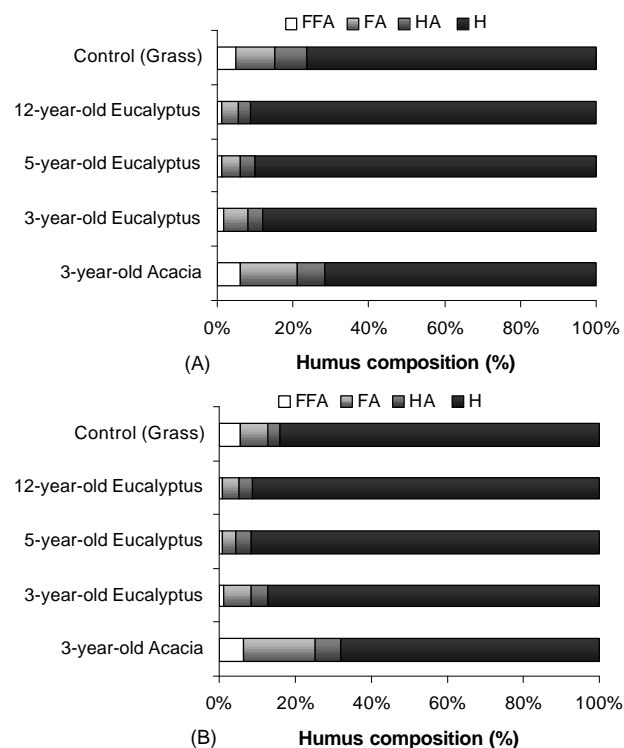 FFA FA HA H
Control (Grass)
12-year-old Eucalyptus
5-year-old Eucalyptus
3-year-old Eucalyptus
3-year-old Acacia
0% 20% 40% 60% 80% 100%
(A) Humus composition (%)
FFA FA HA H
Control (Grass)
12-year-old Eucalyptus
5-year-old Eucalyptus
3-year-old Eucalyptus
3-year-old Acacia
0% 20% 40% 60% 80% 100%
(B) Humus composition (%)